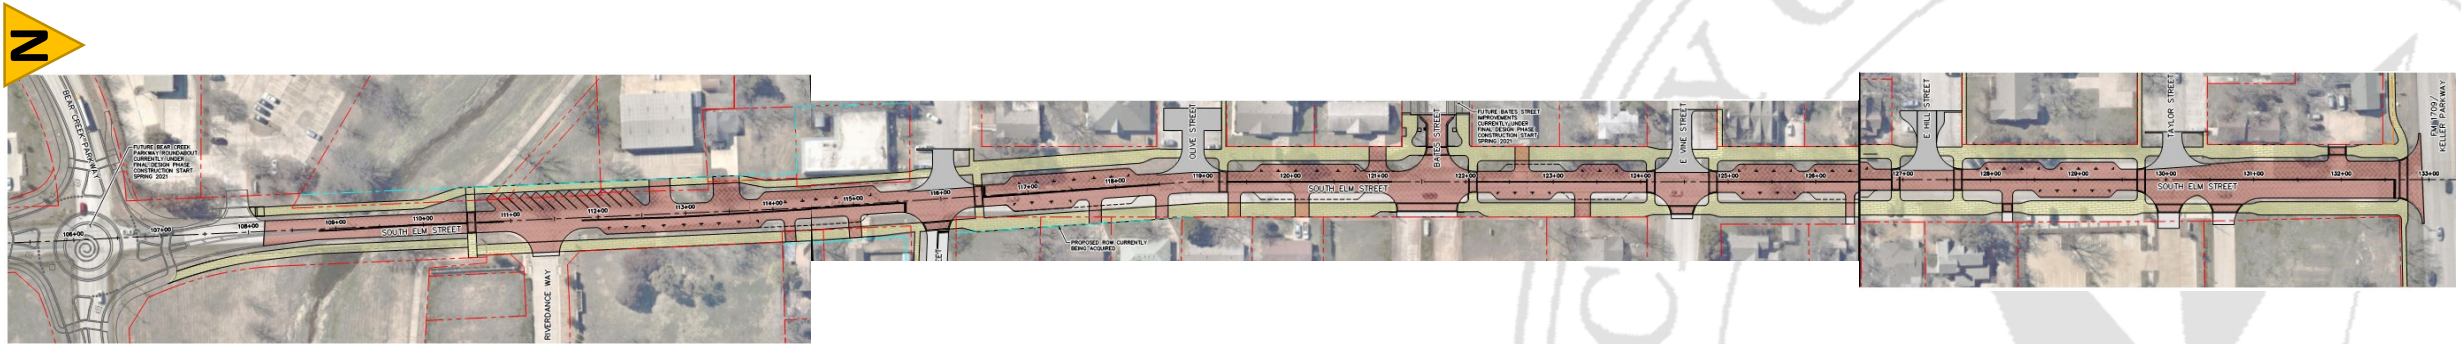 N
BEAR CREEK PARKWAY
FUTURE BEAR CREEK
PARKWAY ROUNDABOUT
CURRENTLY UNDER
FINAL DESIGN PHASE
CONSTRUCTION START
SPRING 2021
106+00
107+00
108+00
109+00
110+00
SOUTH ELM STREET
111+00
112+00
113+00
114+00
115+00
116+00
RIVERDANCE WAY
117+00
118+00
119+00
OLIVE STREET
PROPOSED ROW CURRENTLY
BEING ACQUIRED
120+00
121+00
SOUTH ELM STREET
BATES STREET
122+00
FUTURE BATES STREET
IMPROVEMENTS
CURRENTLY UNDER
FINAL DESIGN PHASE
CONSTRUCTION START
SPRING 2021
123+00
124+00
E VINE STREET
125+00
126+00
127+00
E HILL STREET
128+00
129+00
130+00
TAYLOR STREET
SOUTH ELM STREET
131+00
132+00
133+00
FM 1709/
KELLER PARKWAY